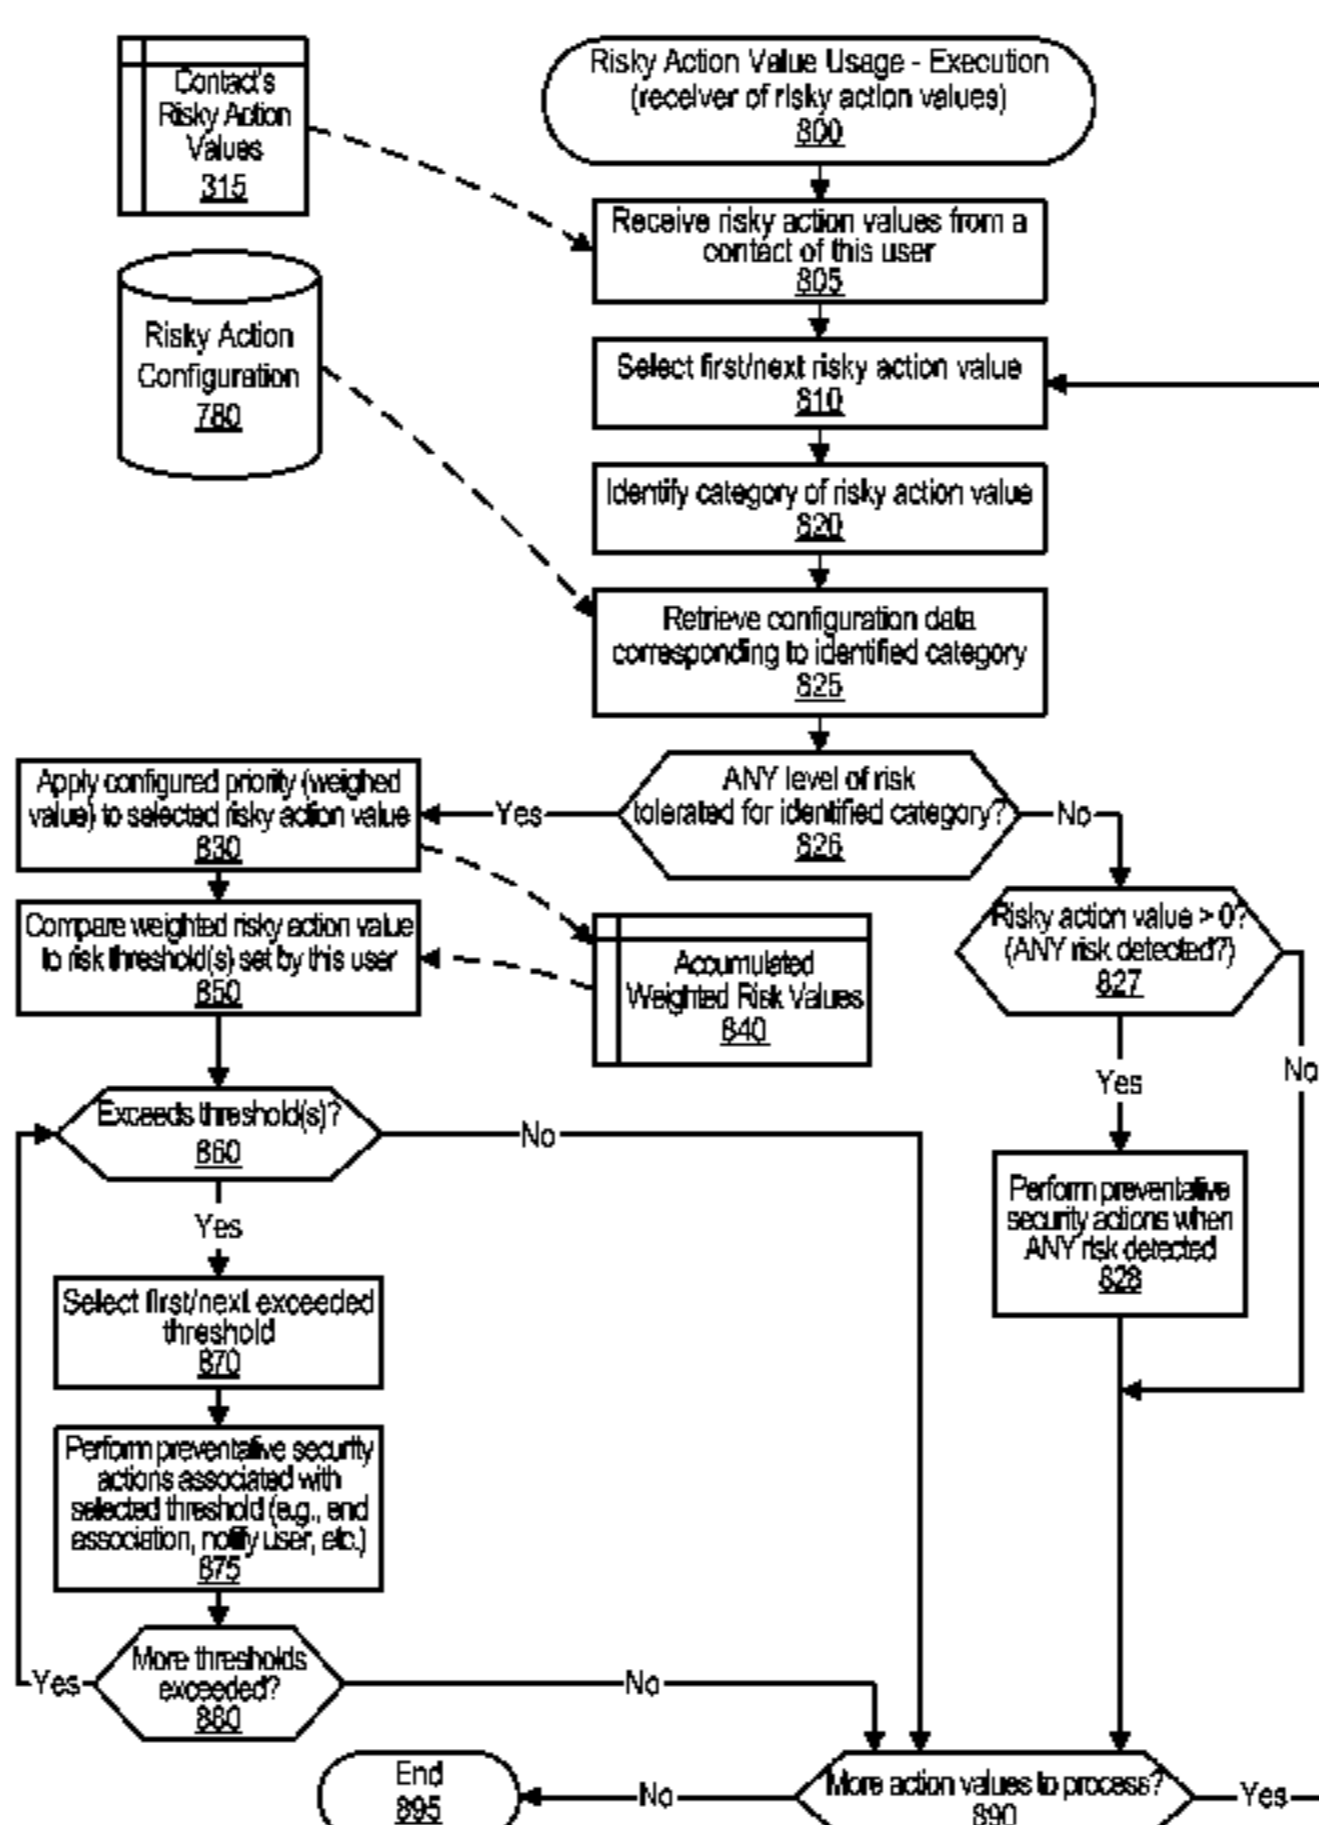 Contact's
Risky Action
Values
315
Risky Action Value Usage - Execution
(receiver of risky action values)
800
Receive risky action values from a
contact of this user
805
Risky Action
Configuration
780
Select first/next risky action value
810
Identify category of risky action value
820
Retrieve configuration data
corresponding to identified category
825
ANY level of risk
tolerated for identified category?
826
Yes
No
Apply configured priority (weighed
value) to selected risky action value
830
Compare weighted risky action value
to risk threshold(s) set by this user
850
Accumulated
Weighted Risk Values
840
Risky action value > 0?
(ANY risk detected?)
827
Yes
No
Exceeds threshold(s)?
860
No
Yes
Perform preventative
security actions when
ANY risk detected
828
Select first/next exceeded
threshold
870
Perform preventative security
actions associated with
selected threshold (e.g., end
association, notify user, etc.)
875
More thresholds
exceeded?
880
Yes
No
End
895
No
More action values to process?
890
Yes